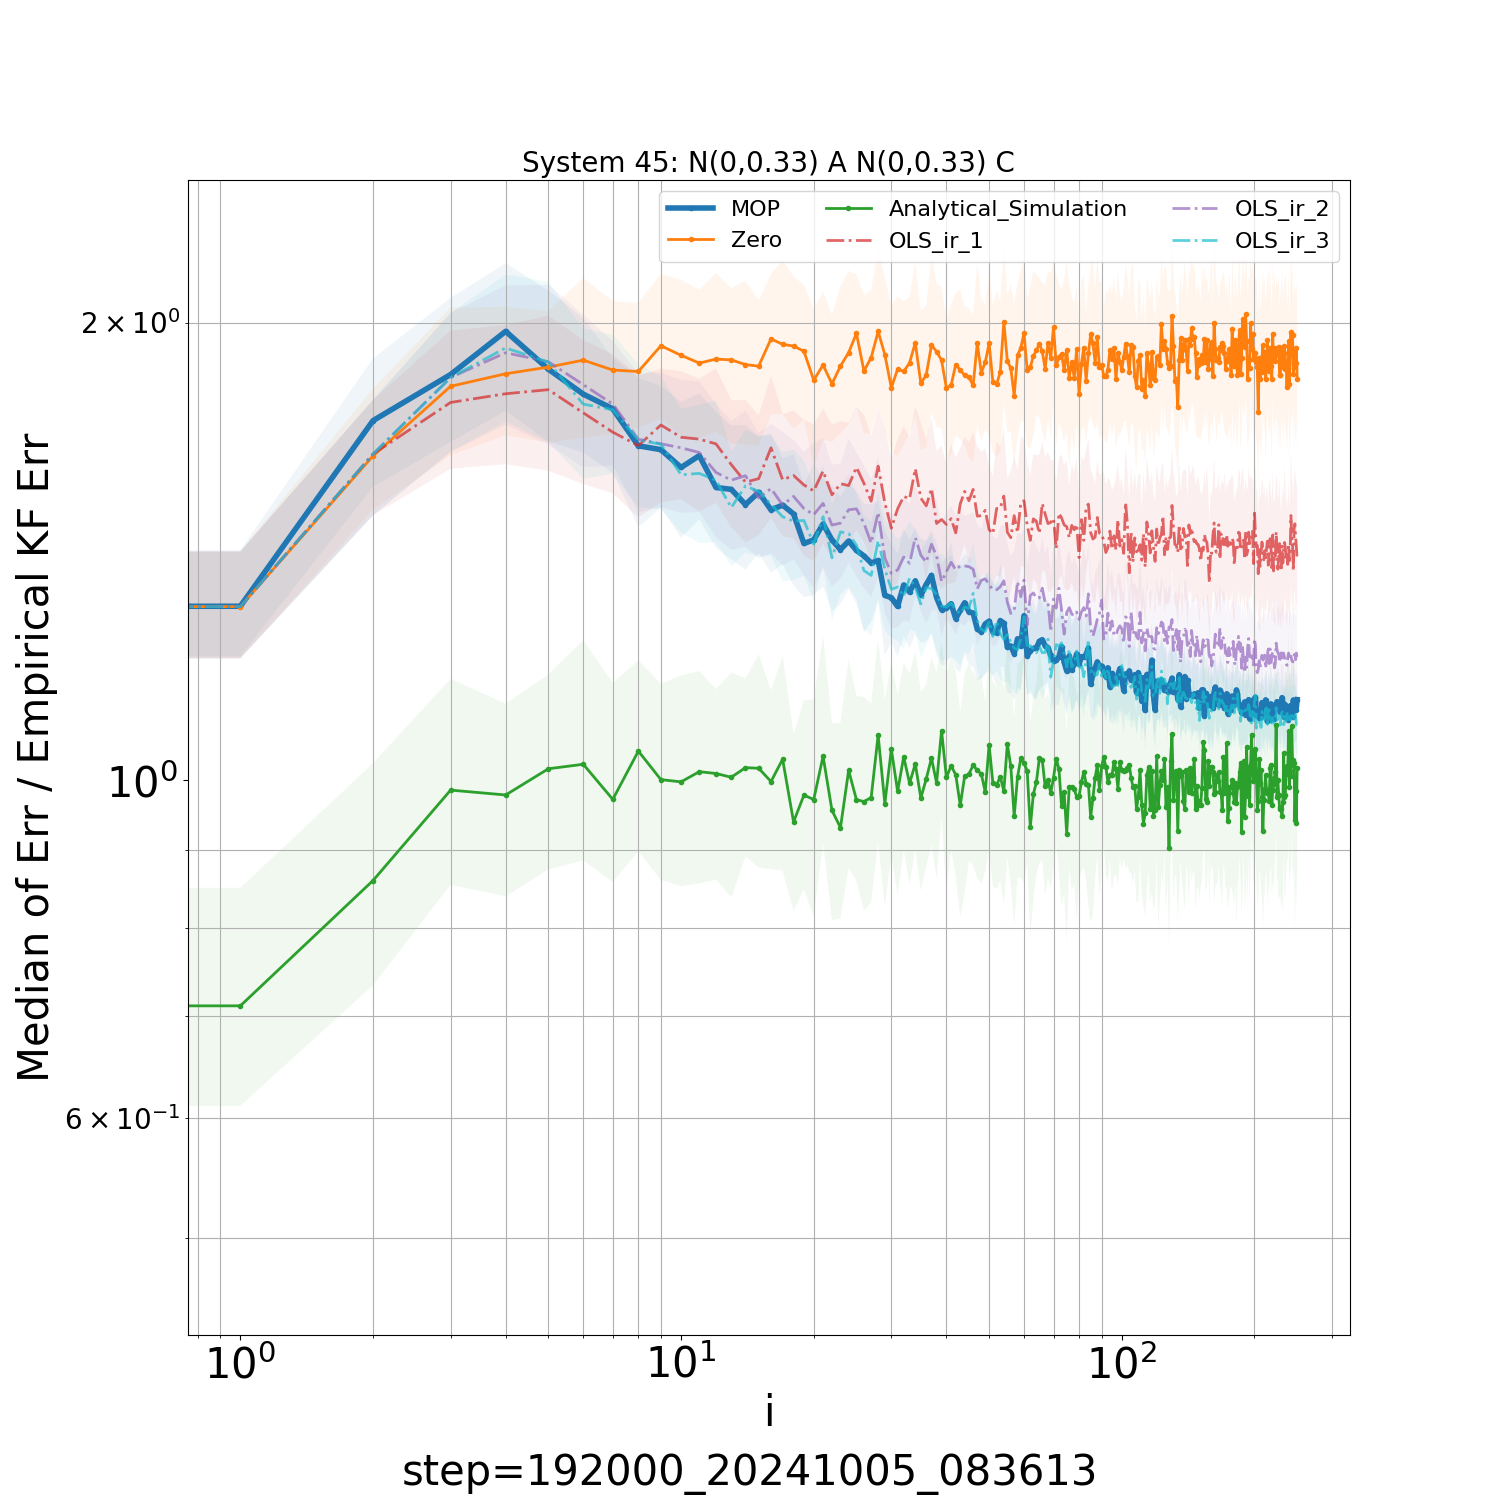 System 45: N(0,0.33) A N(0,0.33) C
MOP
Zero
Analytical_Simulation
OLS_ir_1
OLS_ir_2
OLS_ir_3
Median of Err / Empirical KF Err
2 × 10⁰
10⁰
6 × 10⁻¹
10⁰
10¹
10²
i
step=192000_20241005_083613